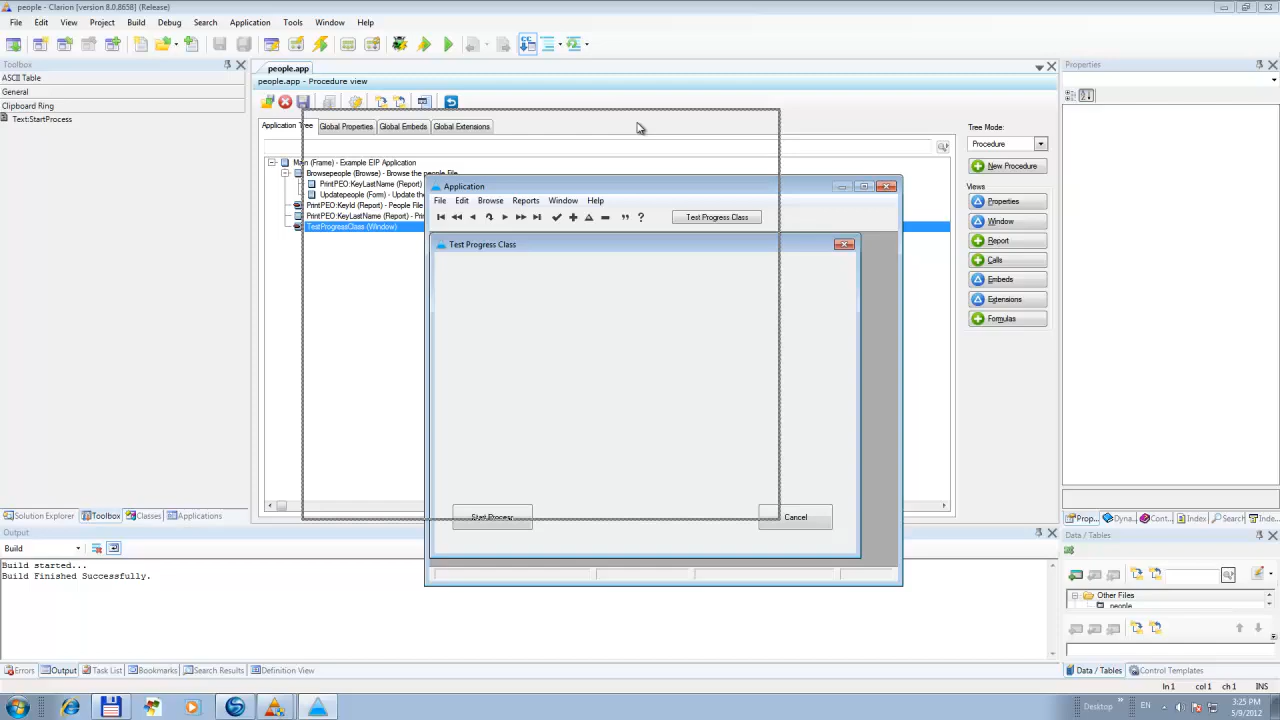 people - Clarion [version 8.0.8658] (Release)
File Edit View Project Build Debug Search Application Tools Window Help
Toolbox
ASCII Table
General
Clipboard Ring
Text:StartProcess
people.app
people.app - Procedure view
Application Tree Global Properties Global Embeds Global Extensions
Main (Frame) - Example EIP Application
Browsepeople (Browse) - Browse the people File
PrintPEO:KeyLastName (Report)
Updatepeople (Form) - Update the
PrintPEO:KeyId (Report) - People File
PrintPEO:KeyLastName (Report) - Prin
TestProgressClass (Window)
Tree Mode:
Procedure
New Procedure
Views
Properties
Window
Report
Calls
Embeds
Extensions
Formulas
Application
File Edit Browse Reports Window Help
Test Progress Class
Test Progress Class
Start Process
Cancel
Properties
Solution Explorer Toolbox Classes Applications
Prop... Dyna... Cont... Index Search Inde...
Output
Build
Build started...
Build Finished Successfully.
Data / Tables
Other Files
people
Errors Output Task List Bookmarks Search Results Definition View
Data / Tables Control Templates
ln 1 col 1 ch 1 INS
Desktop EN 3:25 PM
5/9/2012